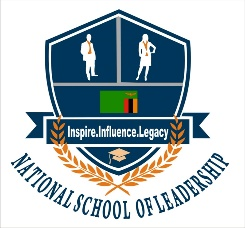 Inspire.Influence.Legacy
NATIONAL SCHOOL OF LEADERSHIP